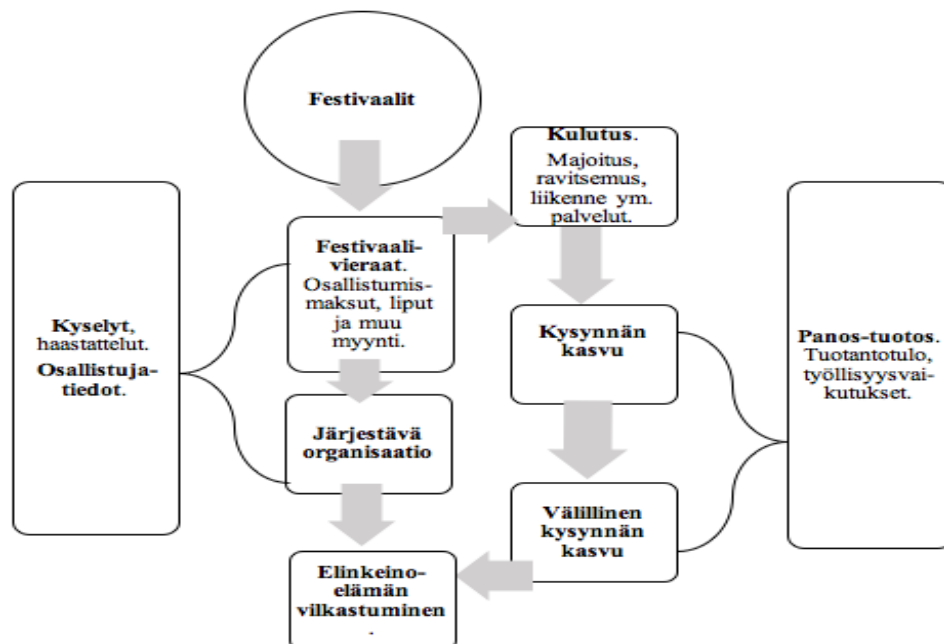 Festivaalit
Kulutus.
Majoitus,
ravitsemus,
liikenne ym.
palvelut.
Festivaali-
vieraat.
Osallistumis-
maksut, liput
ja muu
myynti.
Kyselyt,
haastattelut.
Osallistuja-
tiedot.
Kysynnän
kasvu
Panos-tuotos.
Tuotantotulo,
työllisyysvai-
kutukset.
Järjestävä
organisaatio
Välillinen
kysynnän
kasvu
Elinkeino-
elämän
vilkastuminen
.